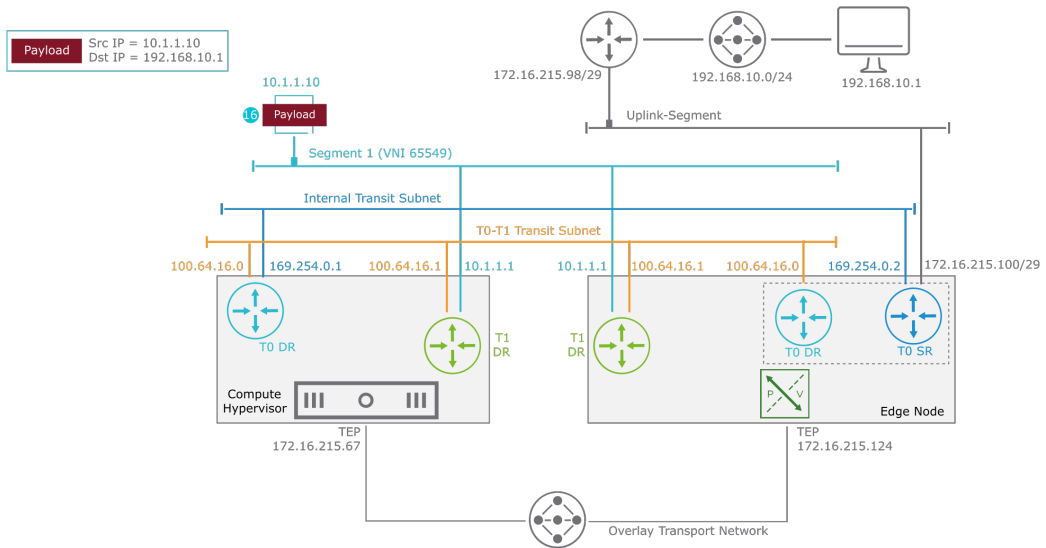 Payload
Src IP = 10.1.1.10
Dst IP = 192.168.10.1
172.16.215.98/29
192.168.10.0/24
192.168.10.1
10.1.1.10
16
Payload
Uplink-Segment
Segment 1 (VNI 65549)
Internal Transit Subnet
T0-T1 Transit Subnet
100.64.16.0
169.254.0.1
100.64.16.1
10.1.1.1
10.1.1.1
100.64.16.1
100.64.16.0
169.254.0.2
172.16.215.100/29
T0 DR
T1
DR
T1
DR
T0 DR
T0 SR
Compute
Hypervisor
P
V
Edge Node
TEP
172.16.215.67
TEP
172.16.215.124
Overlay Transport Network